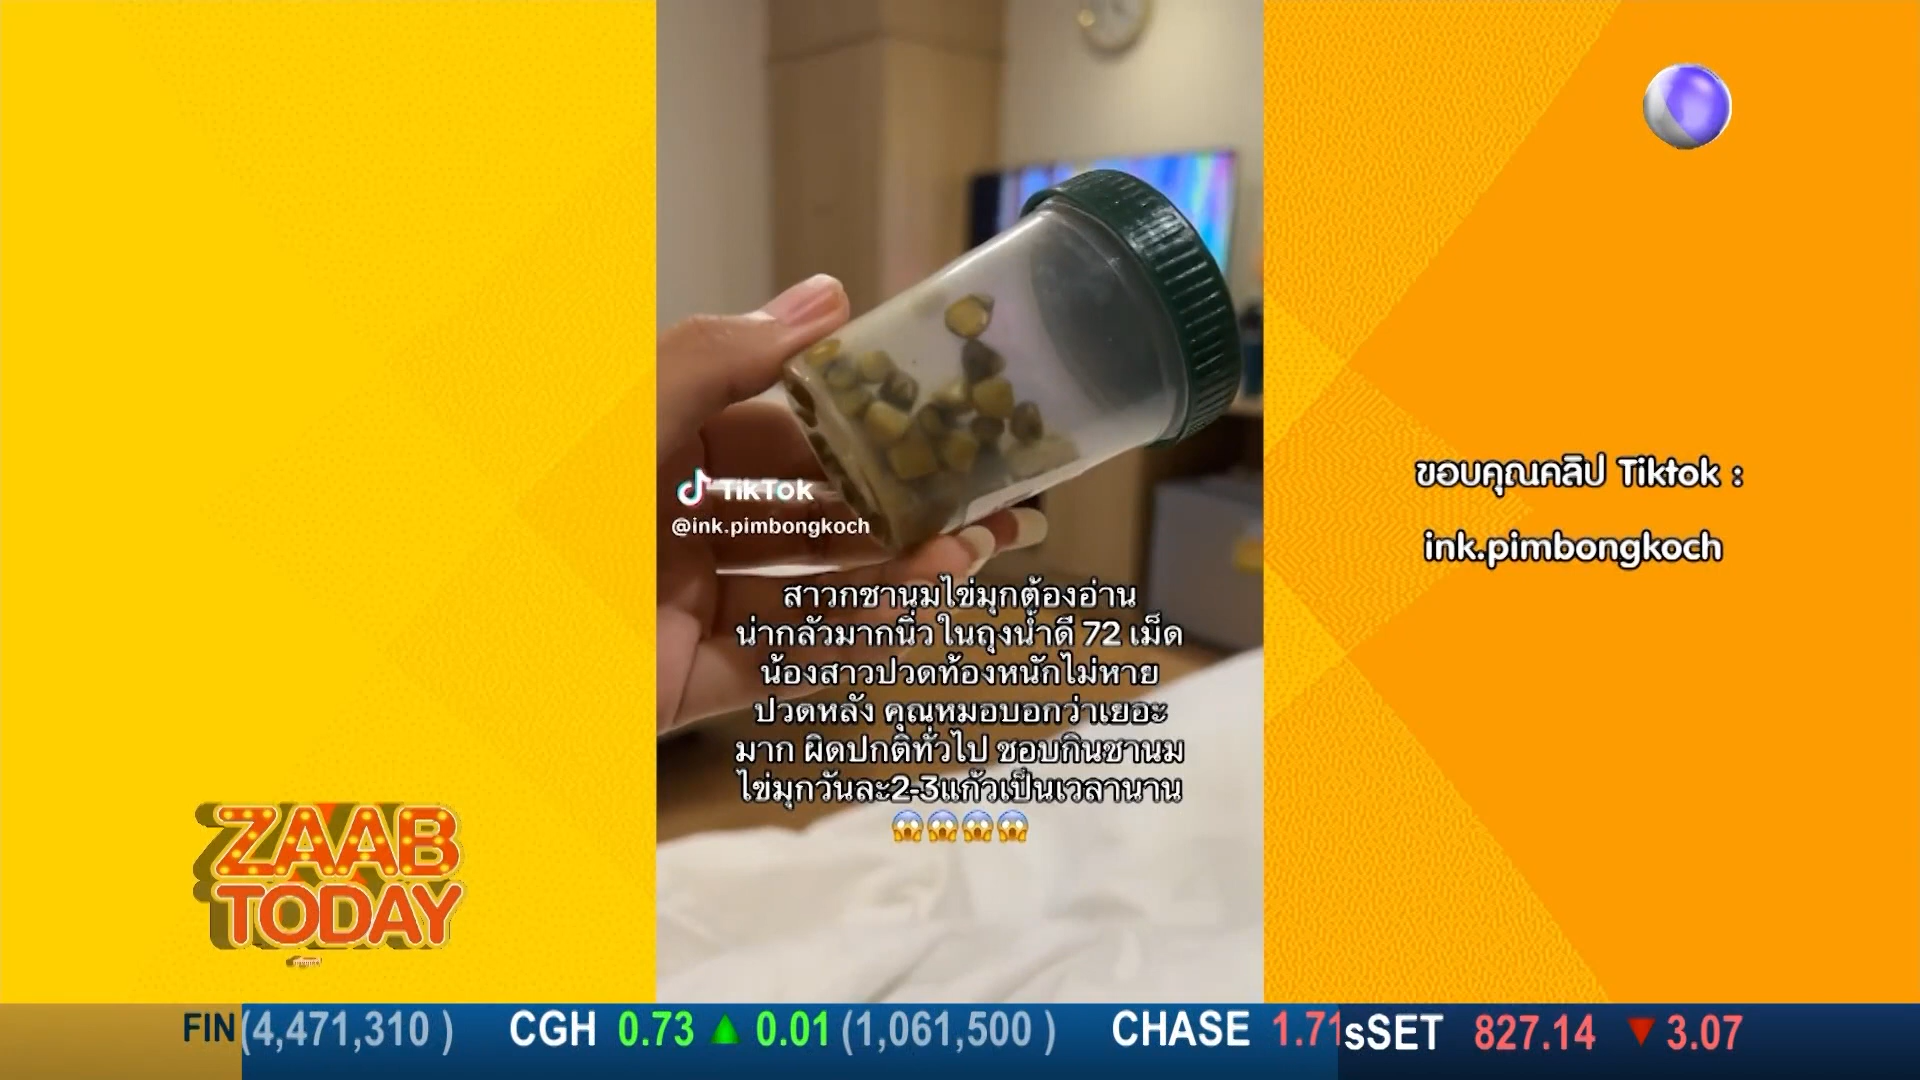 TikTok
@ink.pimbongkoch
สาวกชานมไข่มุกต้องอ่าน
น่ากลัวมากนิ่วในถุงน้ำดี 72 เม็ด
น้องสาวปวดท้องหนักไม่หาย
ปวดหลัง คุณหมอบอกว่าเยอะ
มาก ผิดปกติทั่วไป ชอบกินชานม
ไข่มุกวันละ2-3แก้วเป็นเวลานาน
😱😱😱😱
ขอบคุณคลิป Tiktok :
ink.pimbongkoch
ZAAB
TODAY
FIN (4,471,310 ) CGH 0.73 ▲ 0.01 (1,061,500 ) CHASE 1.71 sSET 827.14 ▼ 3.07